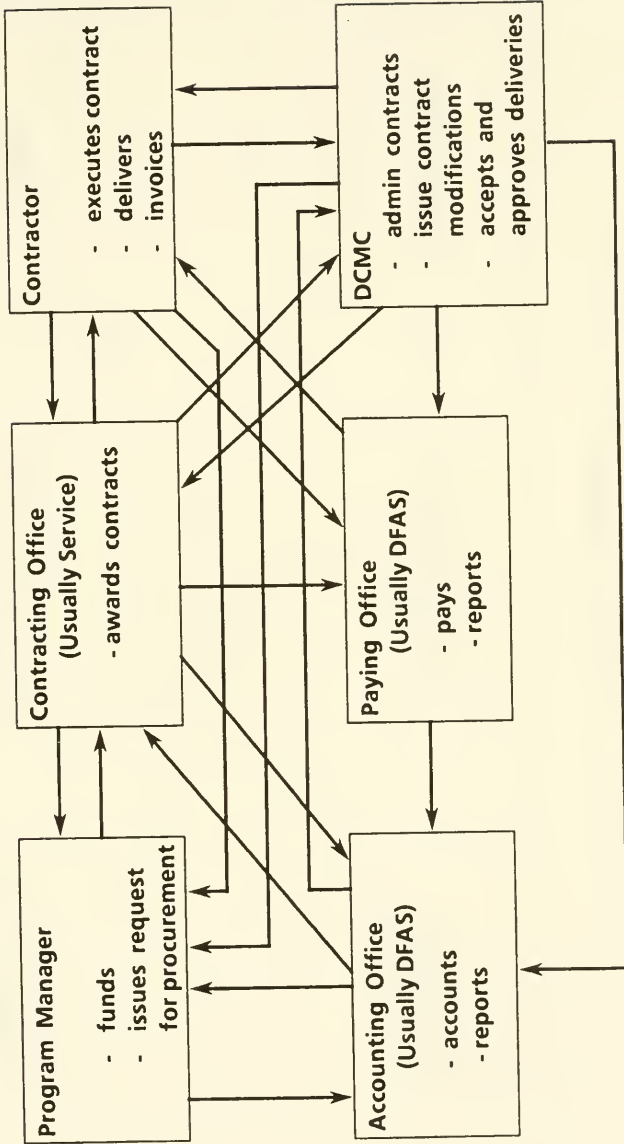 Program Manager
- funds
- issues request
for procurement
Contracting Office
(Usually Service)
- awards contracts
Contractor
- executes contract
- delivers
- invoices
Accounting Office
(Usually DFAS)
- accounts
- reports
Paying Office
(Usually DFAS)
- pays
- reports
DCMC
- admin contracts
- issue contract
modifications
- accepts and
approves deliveries